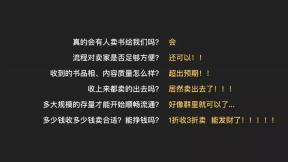 真的会有人卖书给我们吗? 会
流程对卖家是否足够方便? 还可以!!
收到的书品相、内容质量怎么样? 超出预期!!
收上来都卖的出去吗? 居然卖出去了!!!
多大规模的存量才能开始顺畅流通? 好像群里就可以了...
多少钱收多少钱卖合适?能挣钱吗? 1折收3折卖 能发财了!!!!!